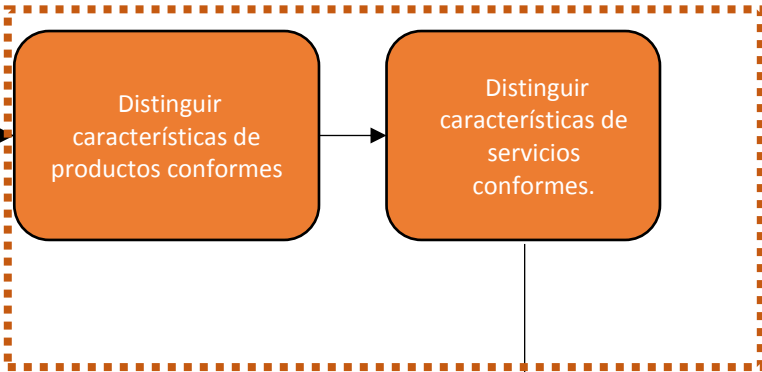 Distinguir
características de
productos conformes
Distinguir
características de
servicios
conformes.